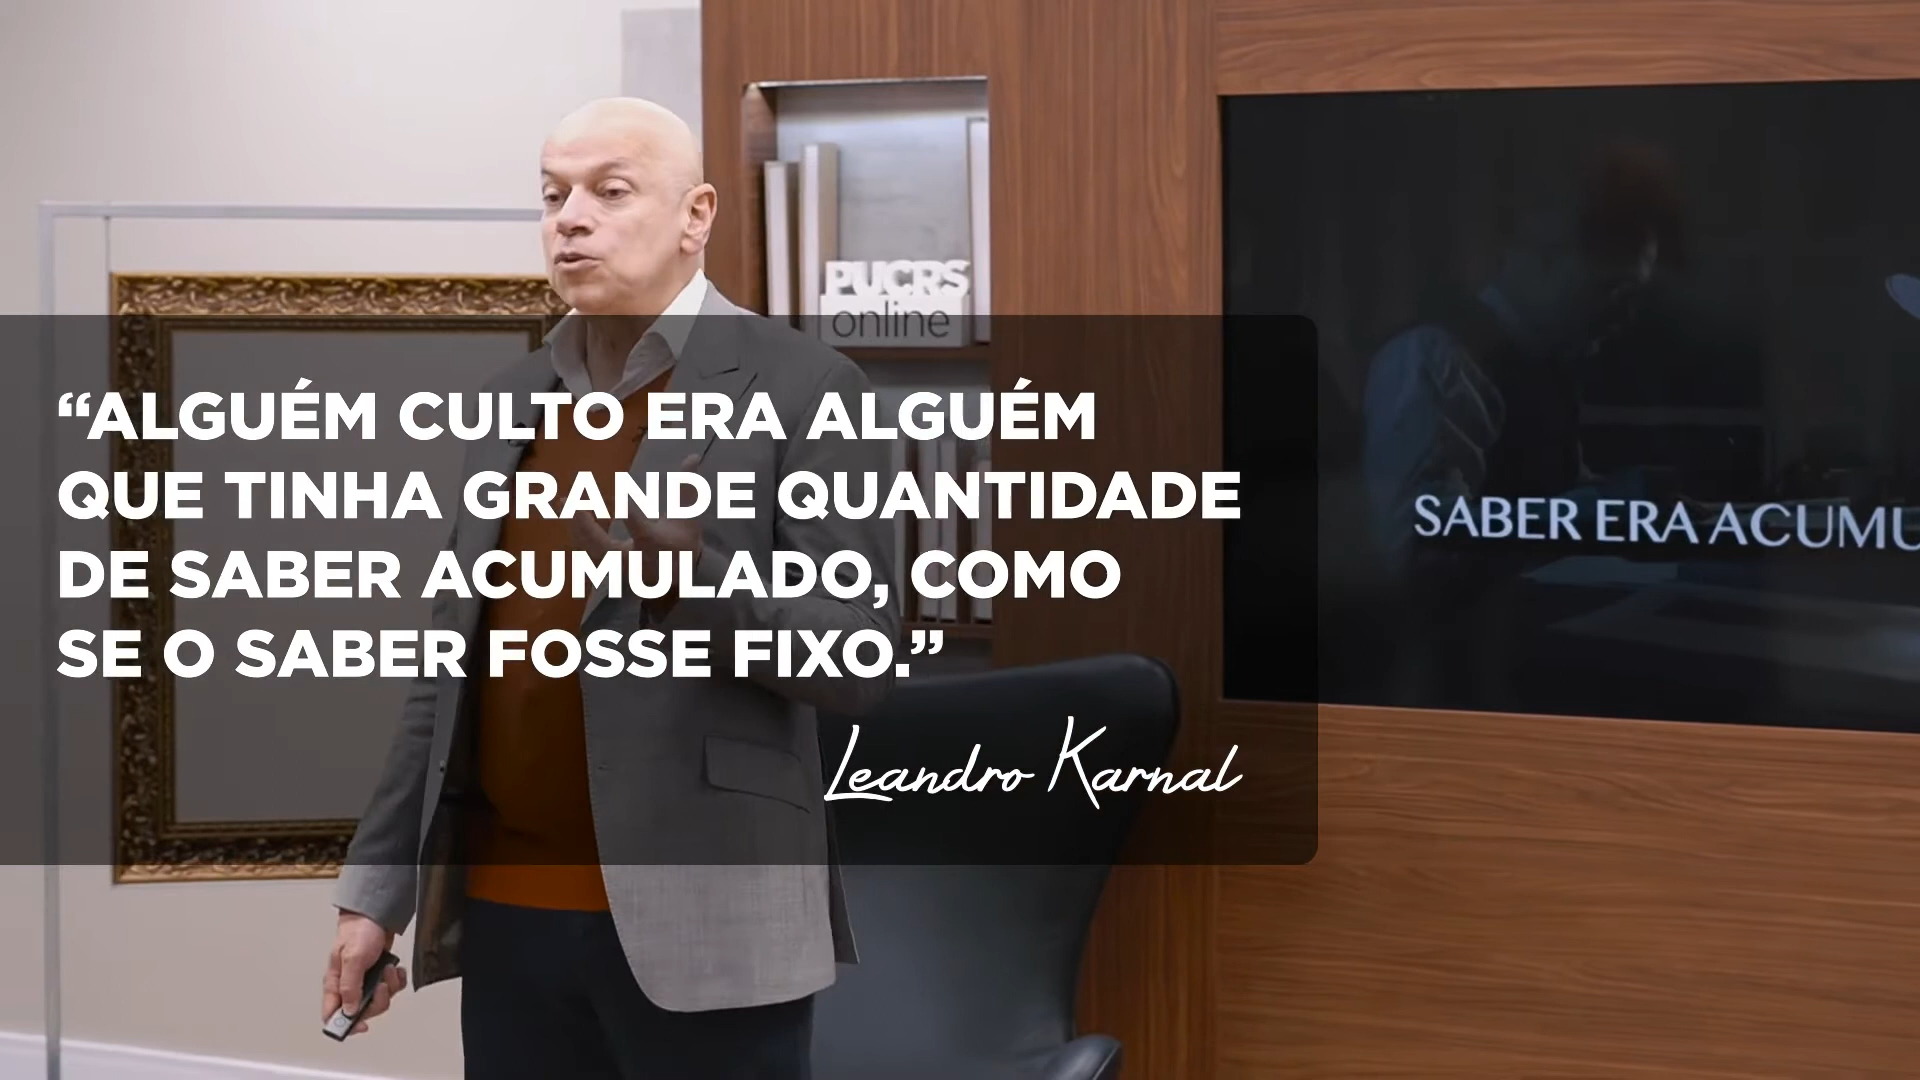 PUCRS
online
“ALGUÉM CULTO ERA ALGUÉM
QUE TINHA GRANDE QUANTIDADE
DE SABER ACUMULADO, COMO
SE O SABER FOSSE FIXO.”
Leandro Karnal
SABER ERA ACUMU